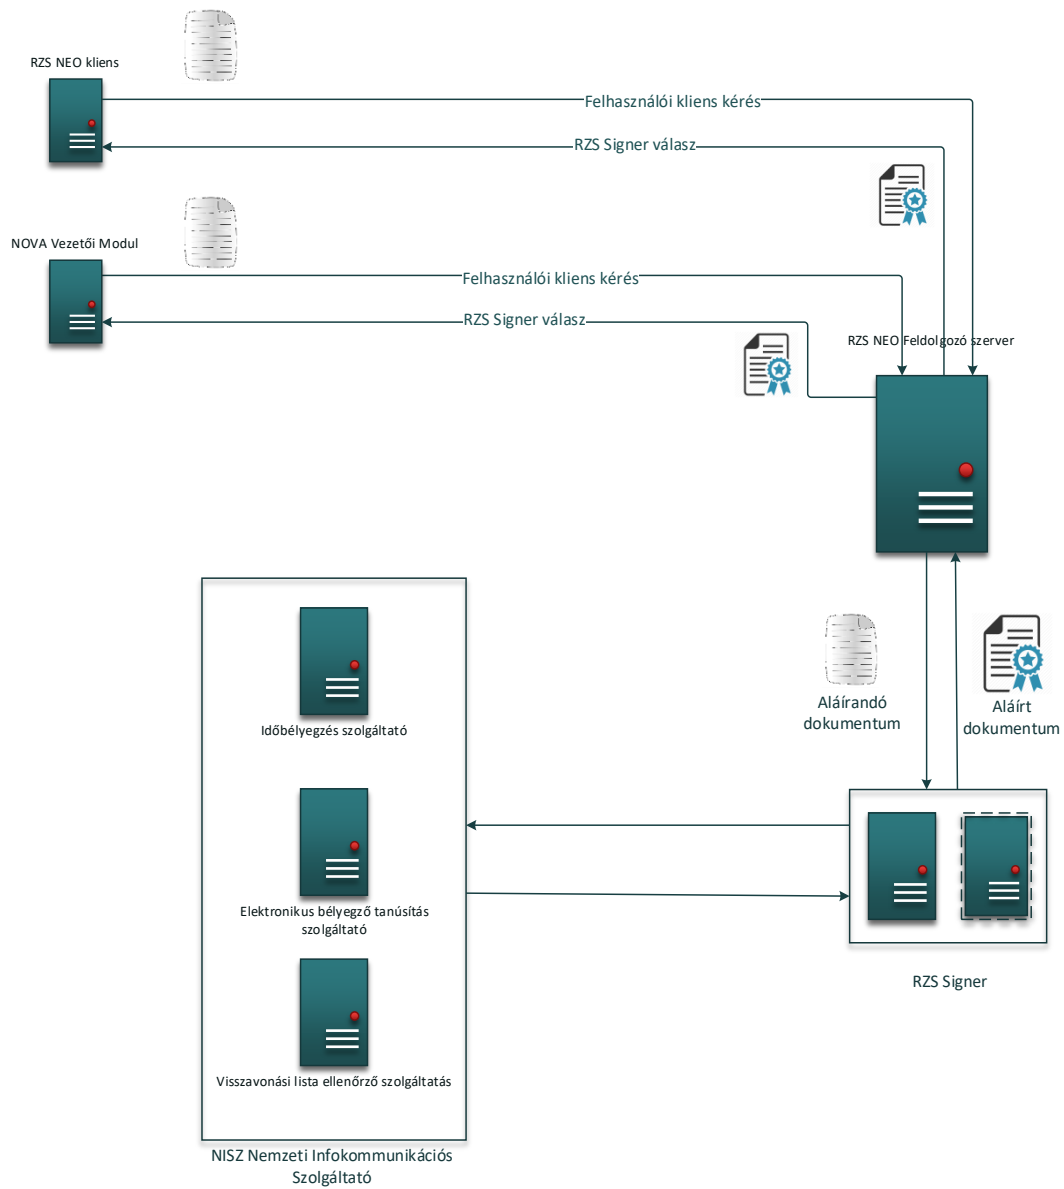 RZS NEO kliens
Felhasználói kliens kérés
RZS Signer válasz
NOVA Vezetői Modul
Felhasználói kliens kérés
RZS Signer válasz
RZS NEO Feldolgozó szerver
Aláírandó
dokumentum
Aláírt
dokumentum
Időbélyegzés szolgáltató
Elektronikus bélyegző tanúsítás
szolgáltató
Visszavonási lista ellenőrző szolgáltatás
RZS Signer
NISZ Nemzeti Infokommunikációs
Szolgáltató